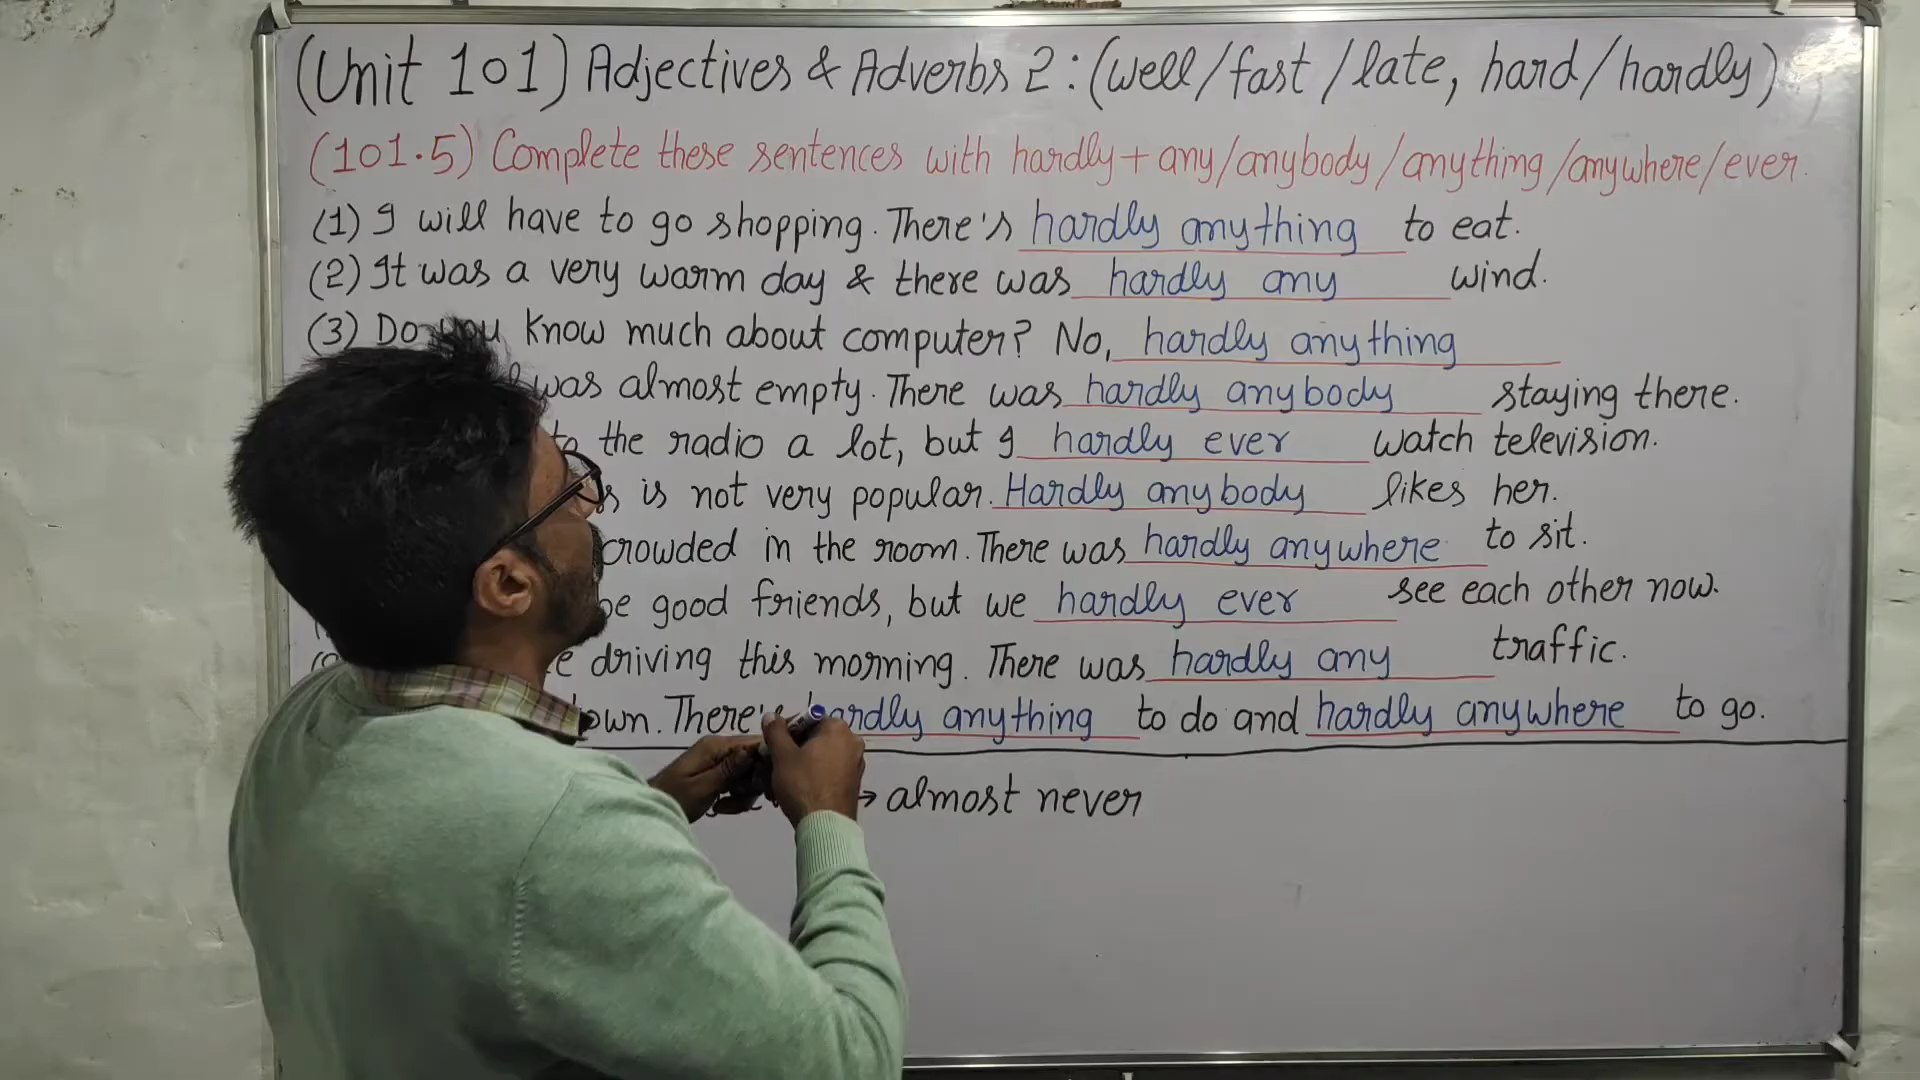 (Unit 101) Adjectives & Adverbs 2 : (well/fast/late, hard/hardly)
(101.5) Complete these sentences with hardly + any/anybody/anything/anywhere/ever.
(1) I will have to go shopping. There's hardly anything to eat.
(2) It was a very warm day & there was hardly any wind.
(3) Do you know much about computer? No, hardly anything
was almost empty. There was hardly anybody staying there.
to the radio a lot, but I hardly ever watch television.
is not very popular. Hardly anybody likes her.
crowded in the room. There was hardly anywhere to sit.
be good friends, but we hardly ever see each other now.
driving this morning. There was hardly any traffic.
There's hardly anything to do and hardly anywhere to go.
→ almost never